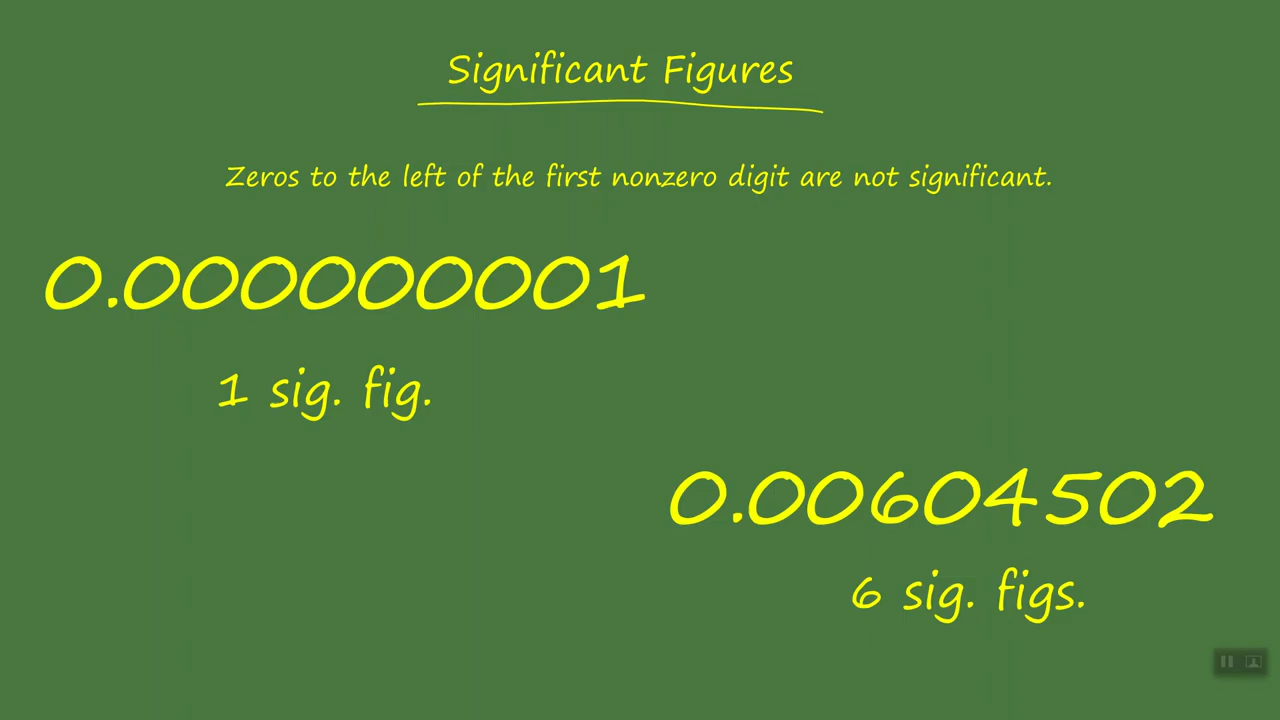 Significant Figures
Zeros to the left of the first nonzero digit are not significant.
0.000000001
1 sig. fig.
0.00604502
6 sig. figs.